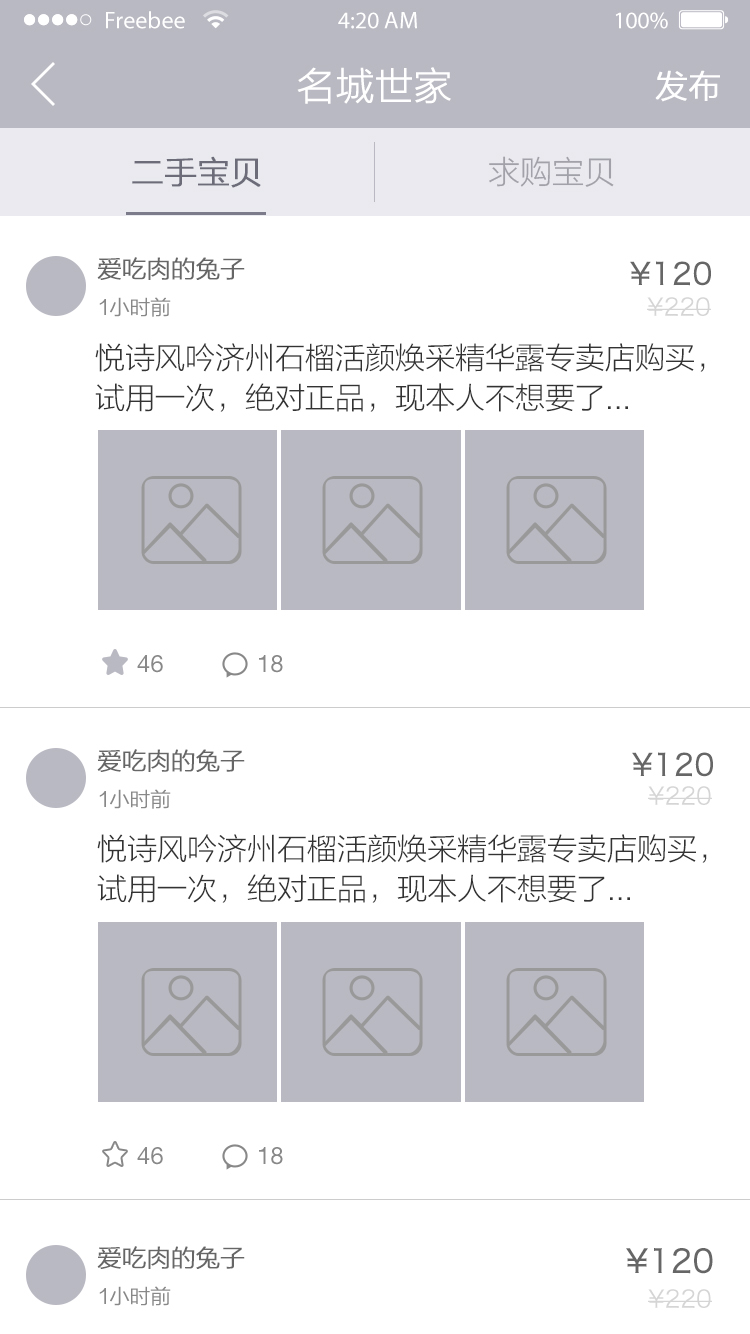 Freebee 4:20 AM 100%
名城世家 发布
二手宝贝 求购宝贝
爱吃肉的兔子 ¥120
1小时前 ¥220
悦诗风吟济州石榴活颜焕采精华露专卖店购买，
试用一次，绝对正品，现本人不想要了...
46 18
爱吃肉的兔子 ¥120
1小时前 ¥220
悦诗风吟济州石榴活颜焕采精华露专卖店购买，
试用一次，绝对正品，现本人不想要了...
46 18
爱吃肉的兔子 ¥120
1小时前 ¥220